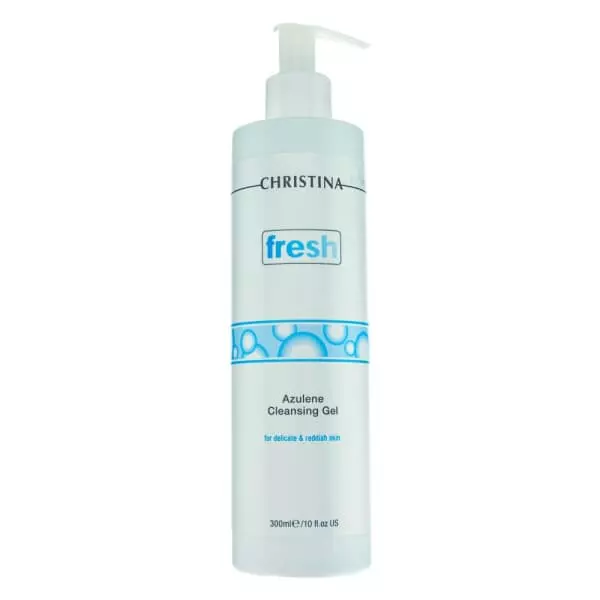 CHRISTINA
fresh
Azulene
Cleansing Gel
for delicate & reddish skin
300ml℮/10 fl.oz US